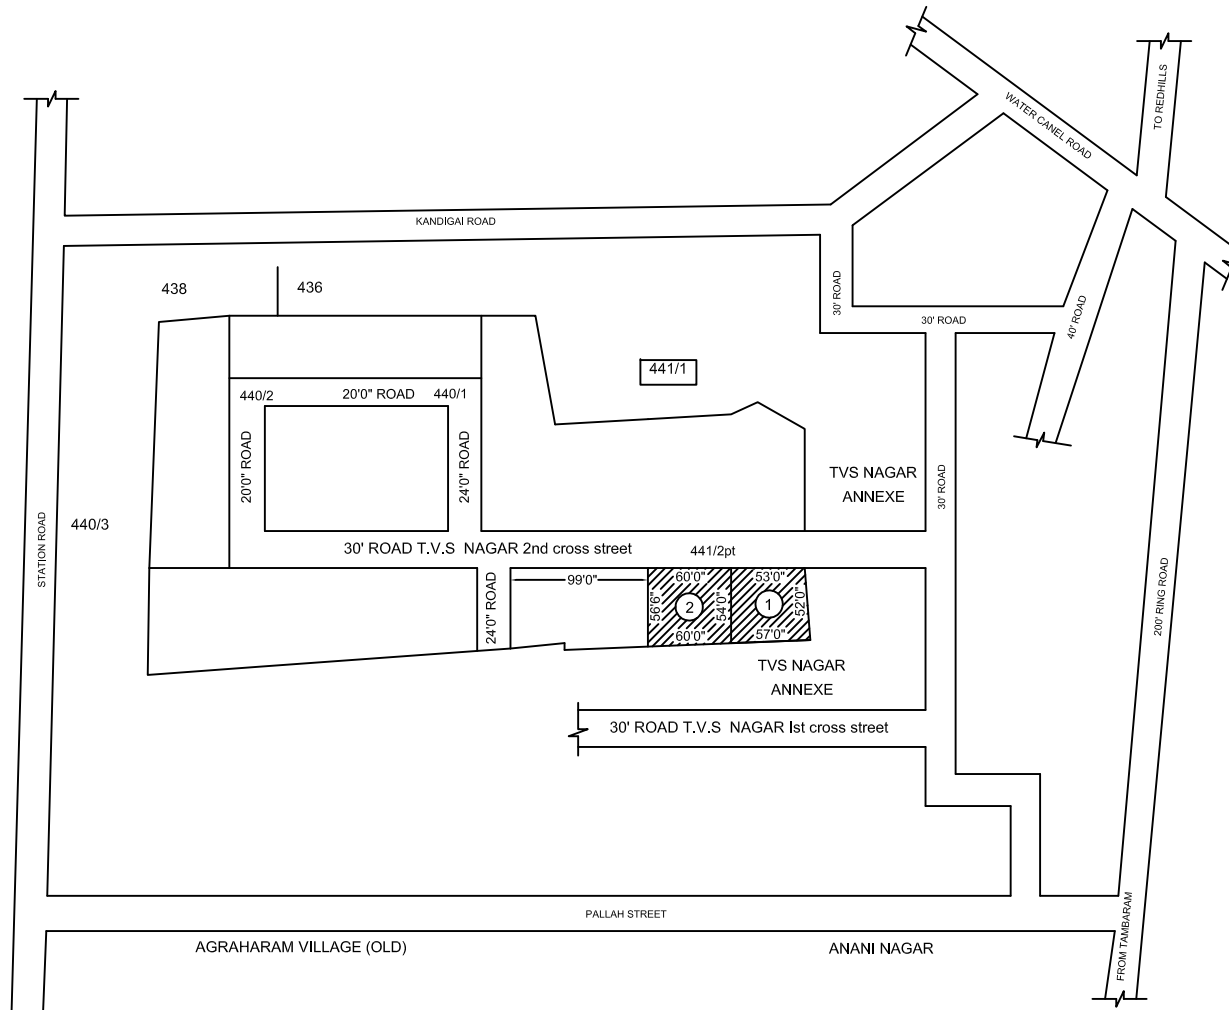 TO REDHILLS
WATER CANEL ROAD
KANDIGAI ROAD
438
436
30' ROAD
30' ROAD
40' ROAD
441/1
440/2
20'0" ROAD
440/1
20'0" ROAD
24'0" ROAD
TVS NAGAR
ANNEXE
30' ROAD
440/3
STATION ROAD
30' ROAD T.V.S  NAGAR 2nd cross street
441/2pt
99'0"
60'0"
53'0"
56'6"
2
54'0"
1
52'0"
60'0"
57'0"
24'0" ROAD
200' RING ROAD
TVS NAGAR
ANNEXE
30' ROAD T.V.S  NAGAR Ist cross street
PALLAH STREET
AGRAHARAM VILLAGE (OLD)
ANANI NAGAR
FROM TAMBARAM